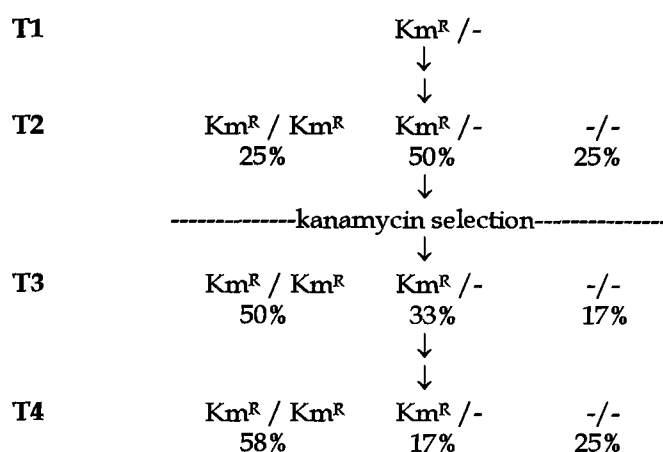 T1 Km^R /-
↓
↓
T2 Km^R / Km^R Km^R /- -/-
25% 50% 25%
↓
-------------kanamycin selection-----------
↓
T3 Km^R / Km^R Km^R /- -/-
50% 33% 17%
↓
↓
T4 Km^R / Km^R Km^R /- -/-
58% 17% 25%